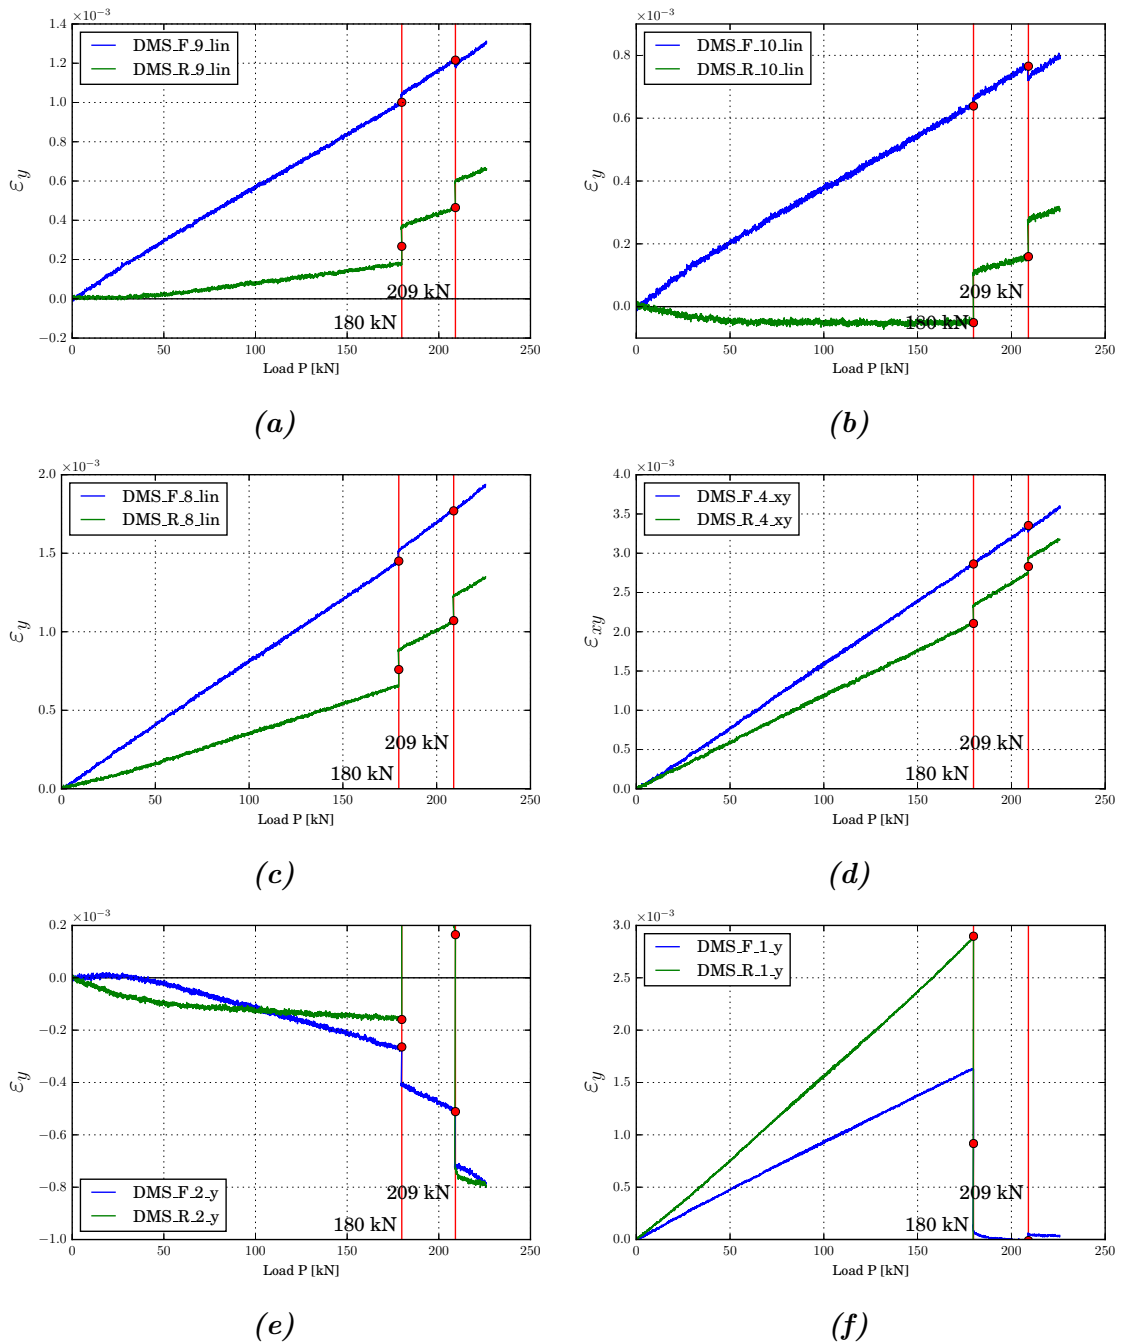 ×10⁻³
1.4
1.2
1.0
0.8
0.6
0.4
0.2
0.0
−0.2
εy
DMS_F_9_lin
DMS_R_9_lin
209 kN
180 kN
0 50 100 150 200 250
Load P [kN]
(a)
×10⁻³
0.8
0.6
0.4
0.2
0.0
εy
DMS_F_10_lin
DMS_R_10_lin
209 kN
180 kN
0 50 100 150 200 250
Load P [kN]
(b)
×10⁻³
2.0
1.5
1.0
0.5
0.0
εy
DMS_F_8_lin
DMS_R_8_lin
209 kN
180 kN
0 50 100 150 200 250
Load P [kN]
(c)
×10⁻³
4.0
3.5
3.0
2.5
2.0
1.5
1.0
0.5
0.0
εxy
DMS_F_4_xy
DMS_R_4_xy
209 kN
180 kN
0 50 100 150 200 250
Load P [kN]
(d)
×10⁻³
0.2
0.0
−0.2
−0.4
−0.6
−0.8
−1.0
εy
209 kN
DMS_F_2_y
DMS_R_2_y
180 kN
0 50 100 150 200 250
Load P [kN]
(e)
×10⁻³
3.0
2.5
2.0
1.5
1.0
0.5
0.0
εy
DMS_F_1_y
DMS_R_1_y
209 kN
180 kN
0 50 100 150 200 250
Load P [kN]
(f)